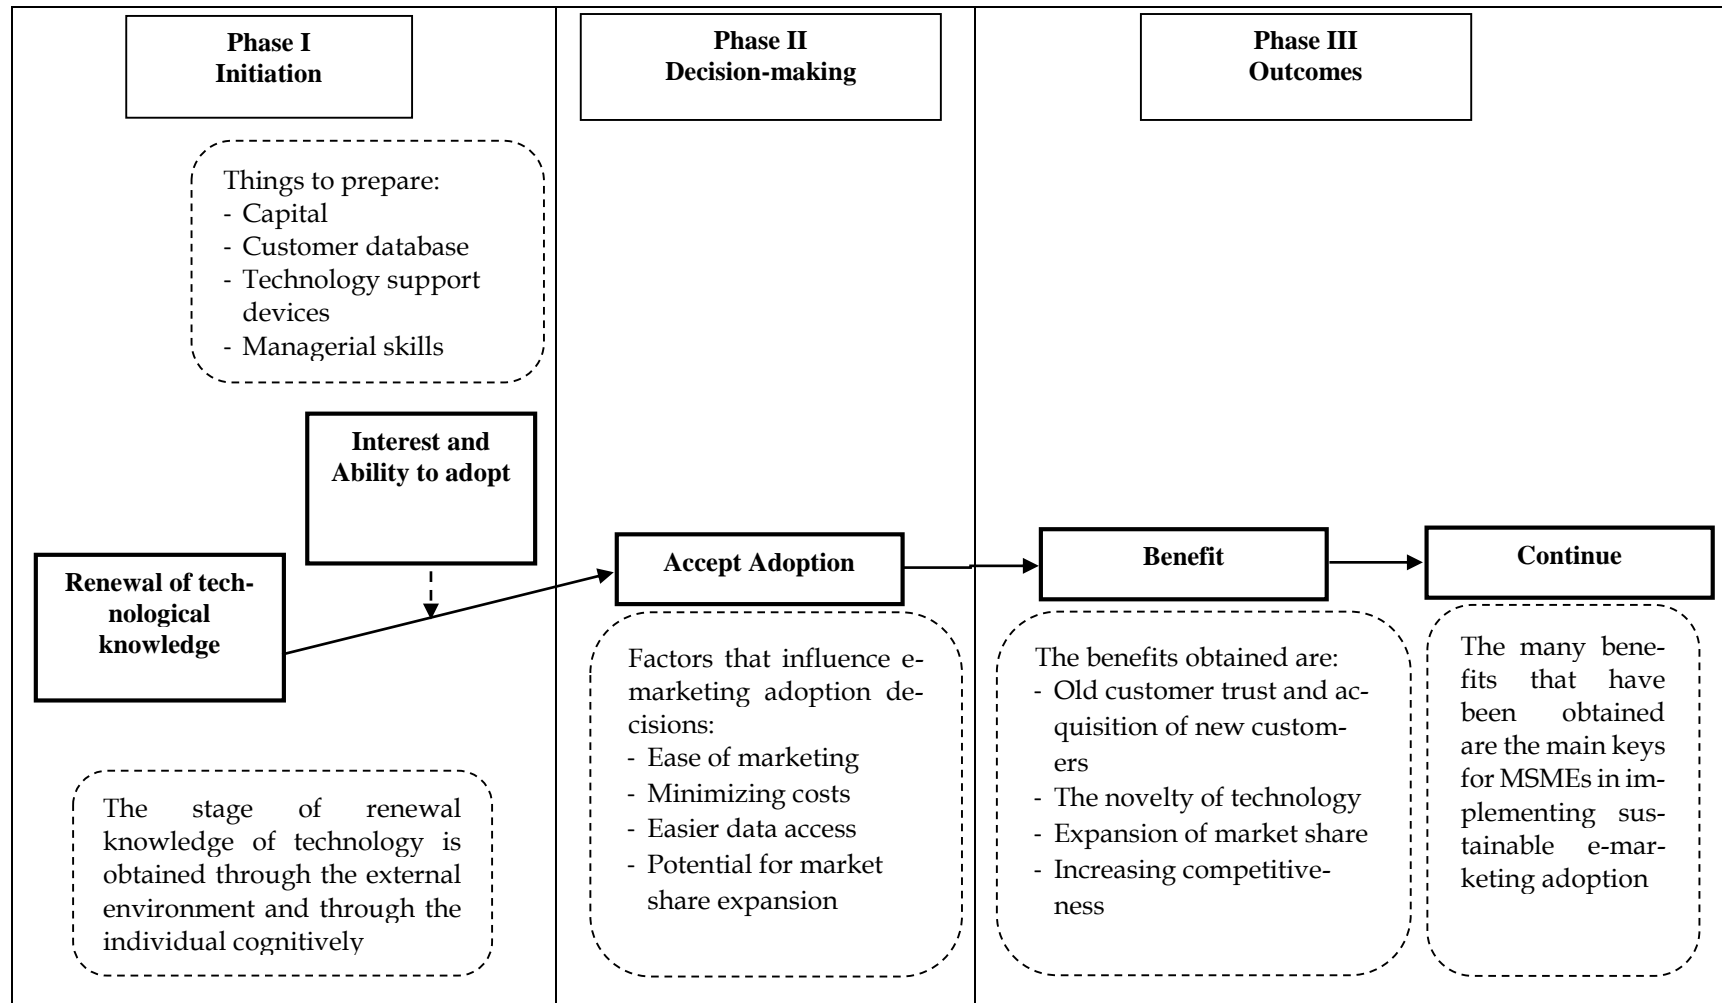 Phase I
Initiation
Phase II
Decision-making
Phase III
Outcomes
Things to prepare:
- Capital
- Customer database
- Technology support
devices
- Managerial skills
Interest and
Ability to adopt
Renewal of tech-
nological
knowledge
Accept Adoption
Benefit
Continue
The stage of renewal
knowledge of technology is
obtained through the external
environment and through the
individual cognitively
Factors that influence e-
marketing adoption de-
cisions:
- Ease of marketing
- Minimizing costs
- Easier data access
- Potential for market
share expansion
The benefits obtained are:
- Old customer trust and ac-
quisition of new custom-
ers
- The novelty of technology
- Expansion of market share
- Increasing competitive-
ness
The many bene-
fits that have
been obtained
are the main keys
for MSMEs in im-
plementing sus-
tainable e-mar-
keting adoption